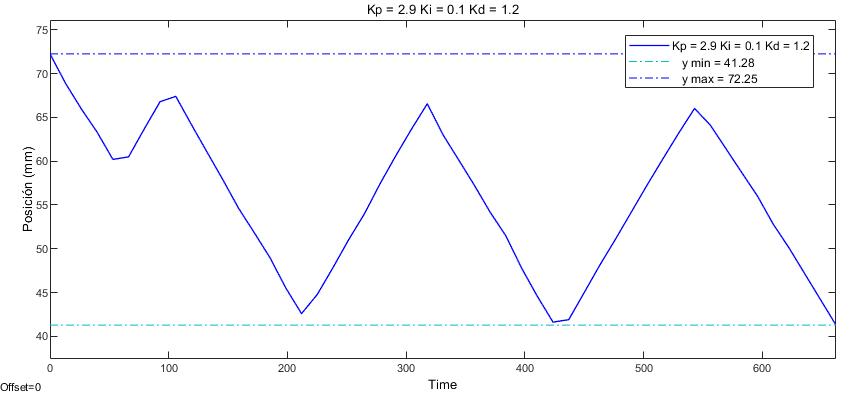 Kp = 2.9 Ki = 0.1 Kd = 1.2
75
70
65
60
55
50
45
40
Posición (mm)
Kp = 2.9 Ki = 0.1 Kd = 1.2
y min = 41.28
y max = 72.25
0
100
200
300
400
500
600
Time
Offset=0